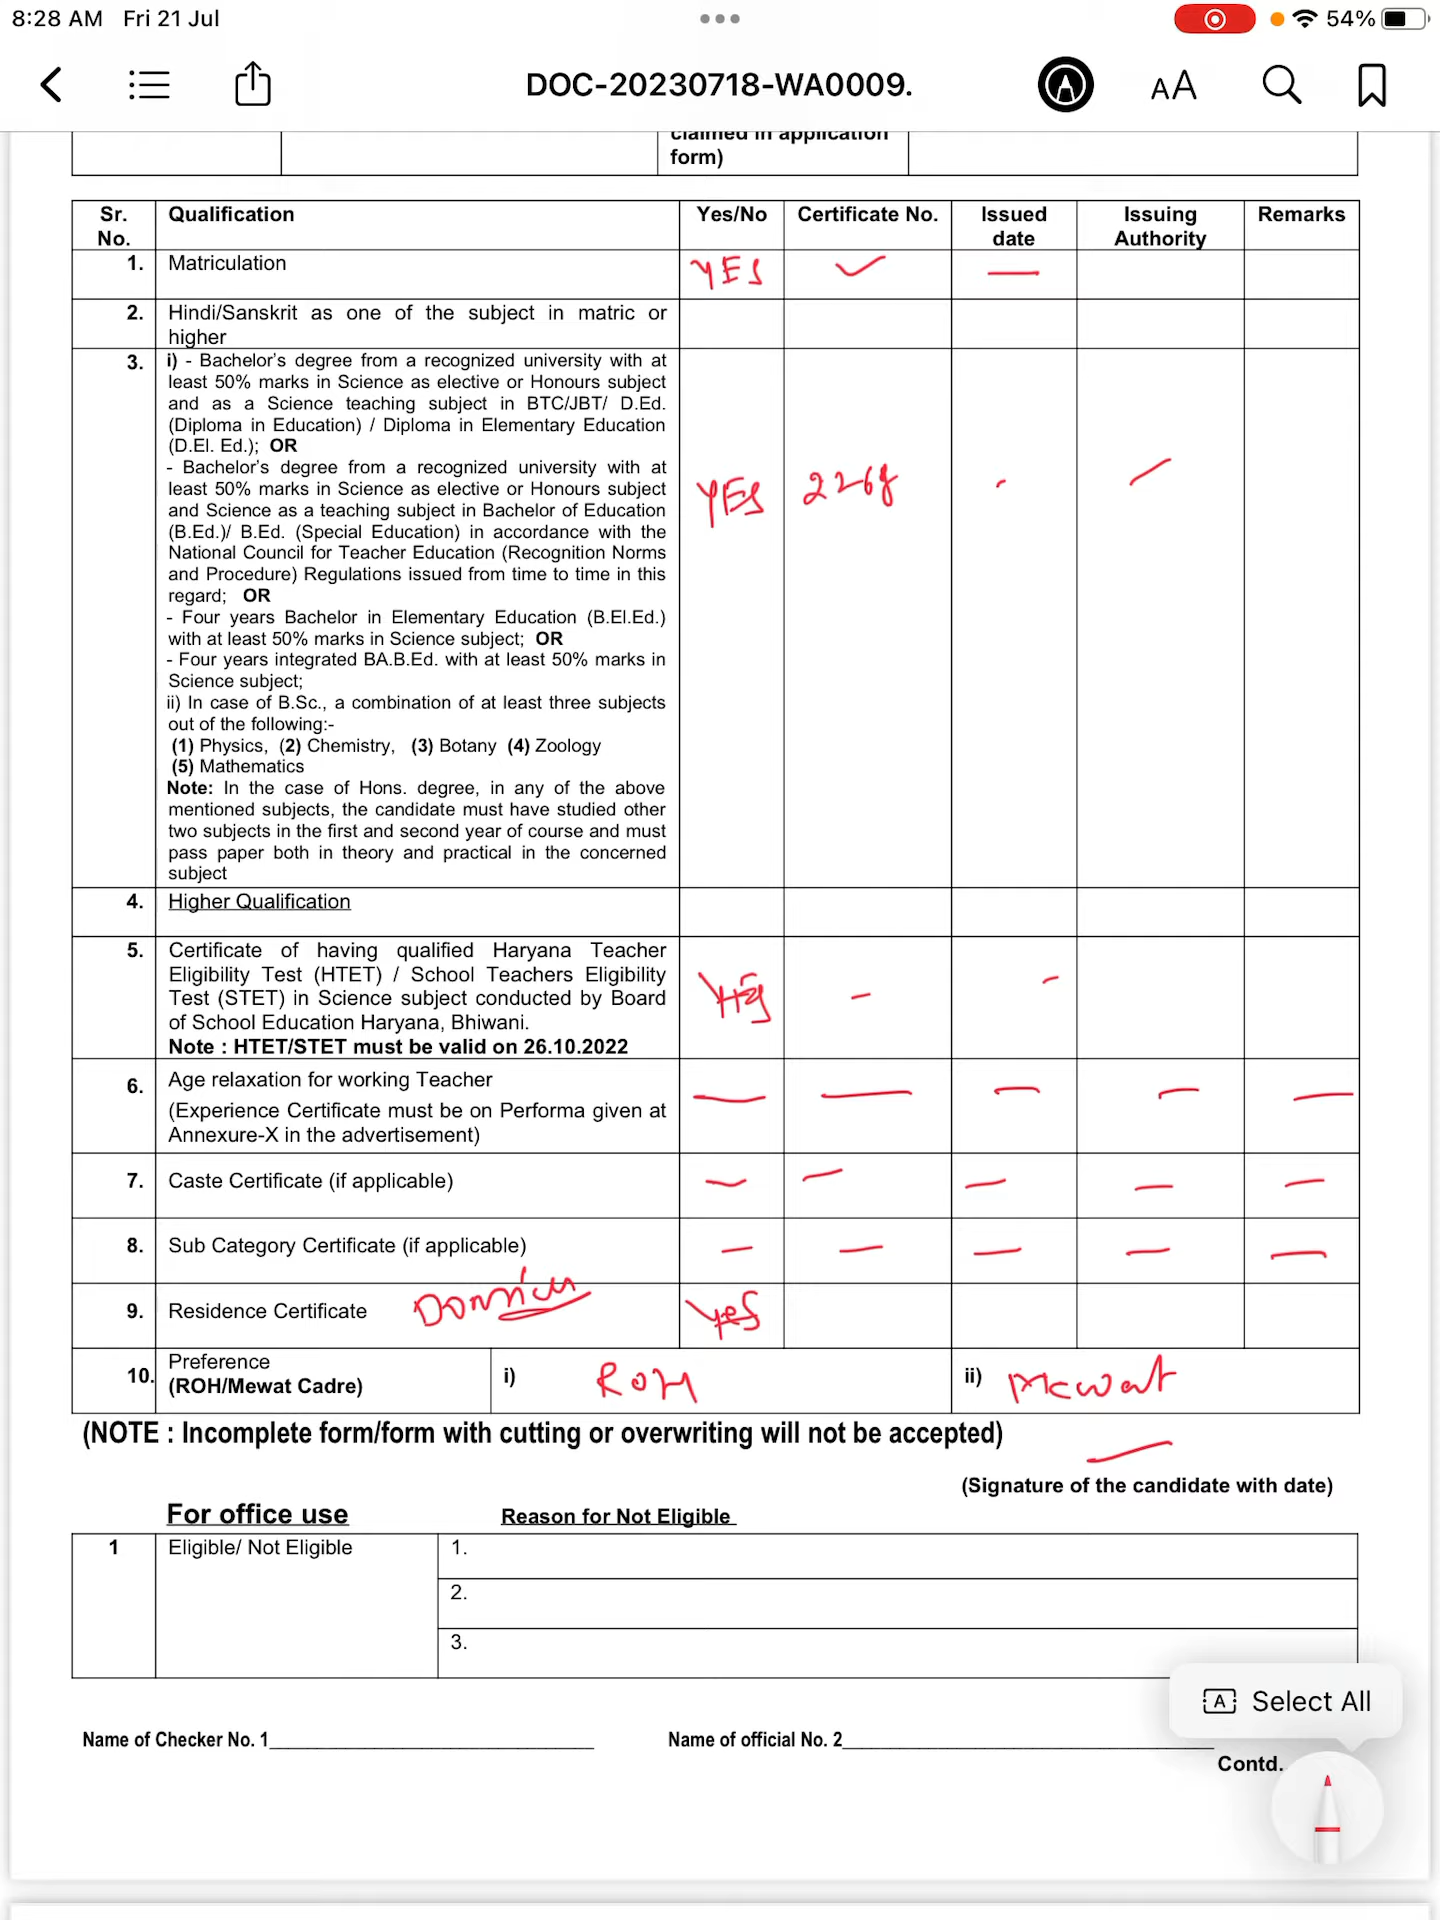 8:28 AM Fri 21 Jul
54%
DOC-20230718-WA0009.
AA
claimed in application
form)
Sr. No. Qualification Yes/No Certificate No. Issued date Issuing Authority Remarks
1. Matriculation YES
2. Hindi/Sanskrit as one of the subject in matric or
higher
3. i) - Bachelor's degree from a recognized university with at
least 50% marks in Science as elective or Honours subject
and as a Science teaching subject in BTC/JBT/ D.Ed.
(Diploma in Education) / Diploma in Elementary Education
(D.El. Ed.); OR
- Bachelor's degree from a recognized university with at
least 50% marks in Science as elective or Honours subject
and Science as a teaching subject in Bachelor of Education
(B.Ed.)/ B.Ed. (Special Education) in accordance with the
National Council for Teacher Education (Recognition Norms
and Procedure) Regulations issued from time to time in this
regard; OR
- Four years Bachelor in Elementary Education (B.El.Ed.)
with at least 50% marks in Science subject; OR
- Four years integrated BA.B.Ed. with at least 50% marks in
Science subject;
ii) In case of B.Sc., a combination of at least three subjects
out of the following:-
(1) Physics, (2) Chemistry, (3) Botany (4) Zoology
(5) Mathematics
Note: In the case of Hons. degree, in any of the above
mentioned subjects, the candidate must have studied other
two subjects in the first and second year of course and must
pass paper both in theory and practical in the concerned
subject
YES
4. Higher Qualification
5. Certificate of having qualified Haryana Teacher
Eligibility Test (HTET) / School Teachers Eligibility
Test (STET) in Science subject conducted by Board
of School Education Haryana, Bhiwani.
Note : HTET/STET must be valid on 26.10.2022
6. Age relaxation for working Teacher
(Experience Certificate must be on Performa given at
Annexure-X in the advertisement)
7. Caste Certificate (if applicable)
8. Sub Category Certificate (if applicable)
9. Residence Certificate yes
10. Preference
(ROH/Mewat Cadre) i) ROH ii) Mewat
(NOTE : Incomplete form/form with cutting or overwriting will not be accepted)
(Signature of the candidate with date)
For office use Reason for Not Eligible
1 Eligible/ Not Eligible 1.
2.
3.
Select All
Name of Checker No. 1 Name of official No. 2
Contd.